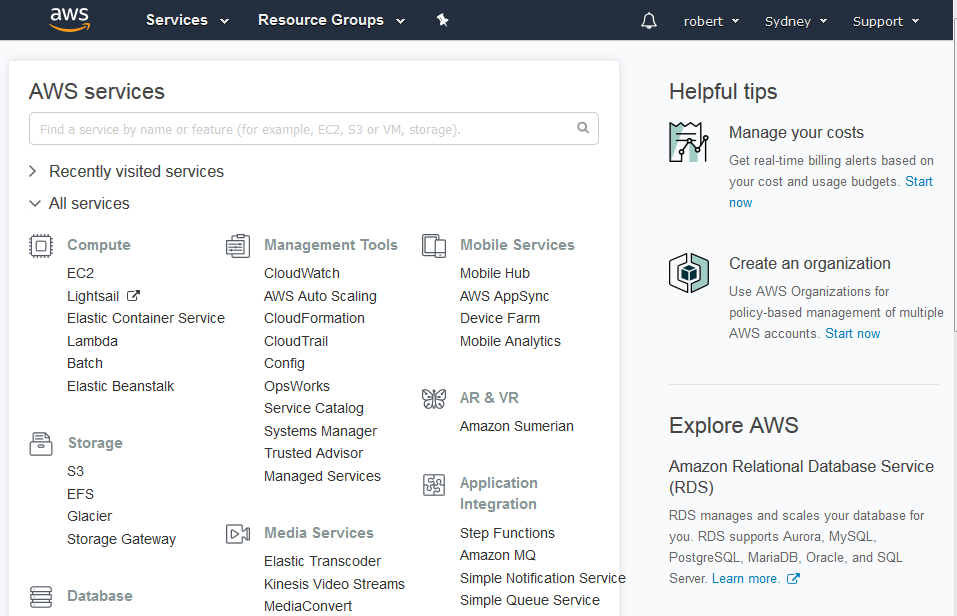 aws Services Resource Groups robert Sydney Support
AWS services
Find a service by name or feature (for example, EC2, S3 or VM, storage).
Recently visited services
All services
Compute
EC2
Lightsail
Elastic Container Service
Lambda
Batch
Elastic Beanstalk
Storage
S3
EFS
Glacier
Storage Gateway
Database
Management Tools
CloudWatch
AWS Auto Scaling
CloudFormation
CloudTrail
Config
OpsWorks
Service Catalog
Systems Manager
Trusted Advisor
Managed Services
Media Services
Elastic Transcoder
Kinesis Video Streams
MediaConvert
Mobile Services
Mobile Hub
AWS AppSync
Device Farm
Mobile Analytics
AR & VR
Amazon Sumerian
Application
Integration
Step Functions
Amazon MQ
Simple Notification Service
Simple Queue Service
Helpful tips
Manage your costs
Get real-time billing alerts based on
your cost and usage budgets. Start
now
Create an organization
Use AWS Organizations for
policy-based management of multiple
AWS accounts. Start now
Explore AWS
Amazon Relational Database Service
(RDS)
RDS manages and scales your database for
you. RDS supports Aurora, MySQL,
PostgreSQL, MariaDB, Oracle, and SQL
Server. Learn more.